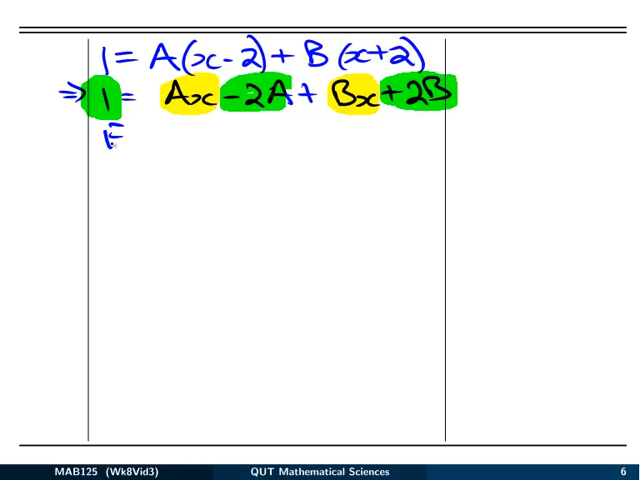 1 = A(x - 2) + B(x + 2)
⇒ 1 = Ax - 2A + Bx + 2B
MAB125 (Wk8Vid3) QUT Mathematical Sciences 6